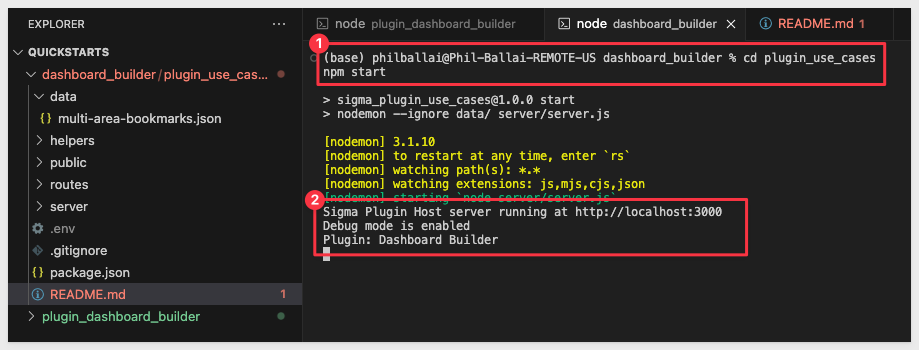 EXPLORER
QUICKSTARTS
dashboard_builder/plugin_use_cas...
data
{} multi-area-bookmarks.json
helpers
public
routes
server
.env
.gitignore
{} package.json
README.md 1
plugin_dashboard_builder
node plugin_dashboard_builder
node dashboard_builder
README.md 1
1
(base) philballai@Phil-Ballai-REMOTE-US dashboard_builder % cd plugin_use_cases
npm start
> sigma_plugin_use_cases@1.0.0 start
> nodemon --ignore data/ server/server.js
[nodemon] 3.1.10
[nodemon] to restart at any time, enter `rs`
[nodemon] watching path(s): *.*
[nodemon] watching extensions: js,mjs,cjs,json
[nodemon] starting `node server/server.js`
2
Sigma Plugin Host server running at http://localhost:3000
Debug mode is enabled
Plugin: Dashboard Builder